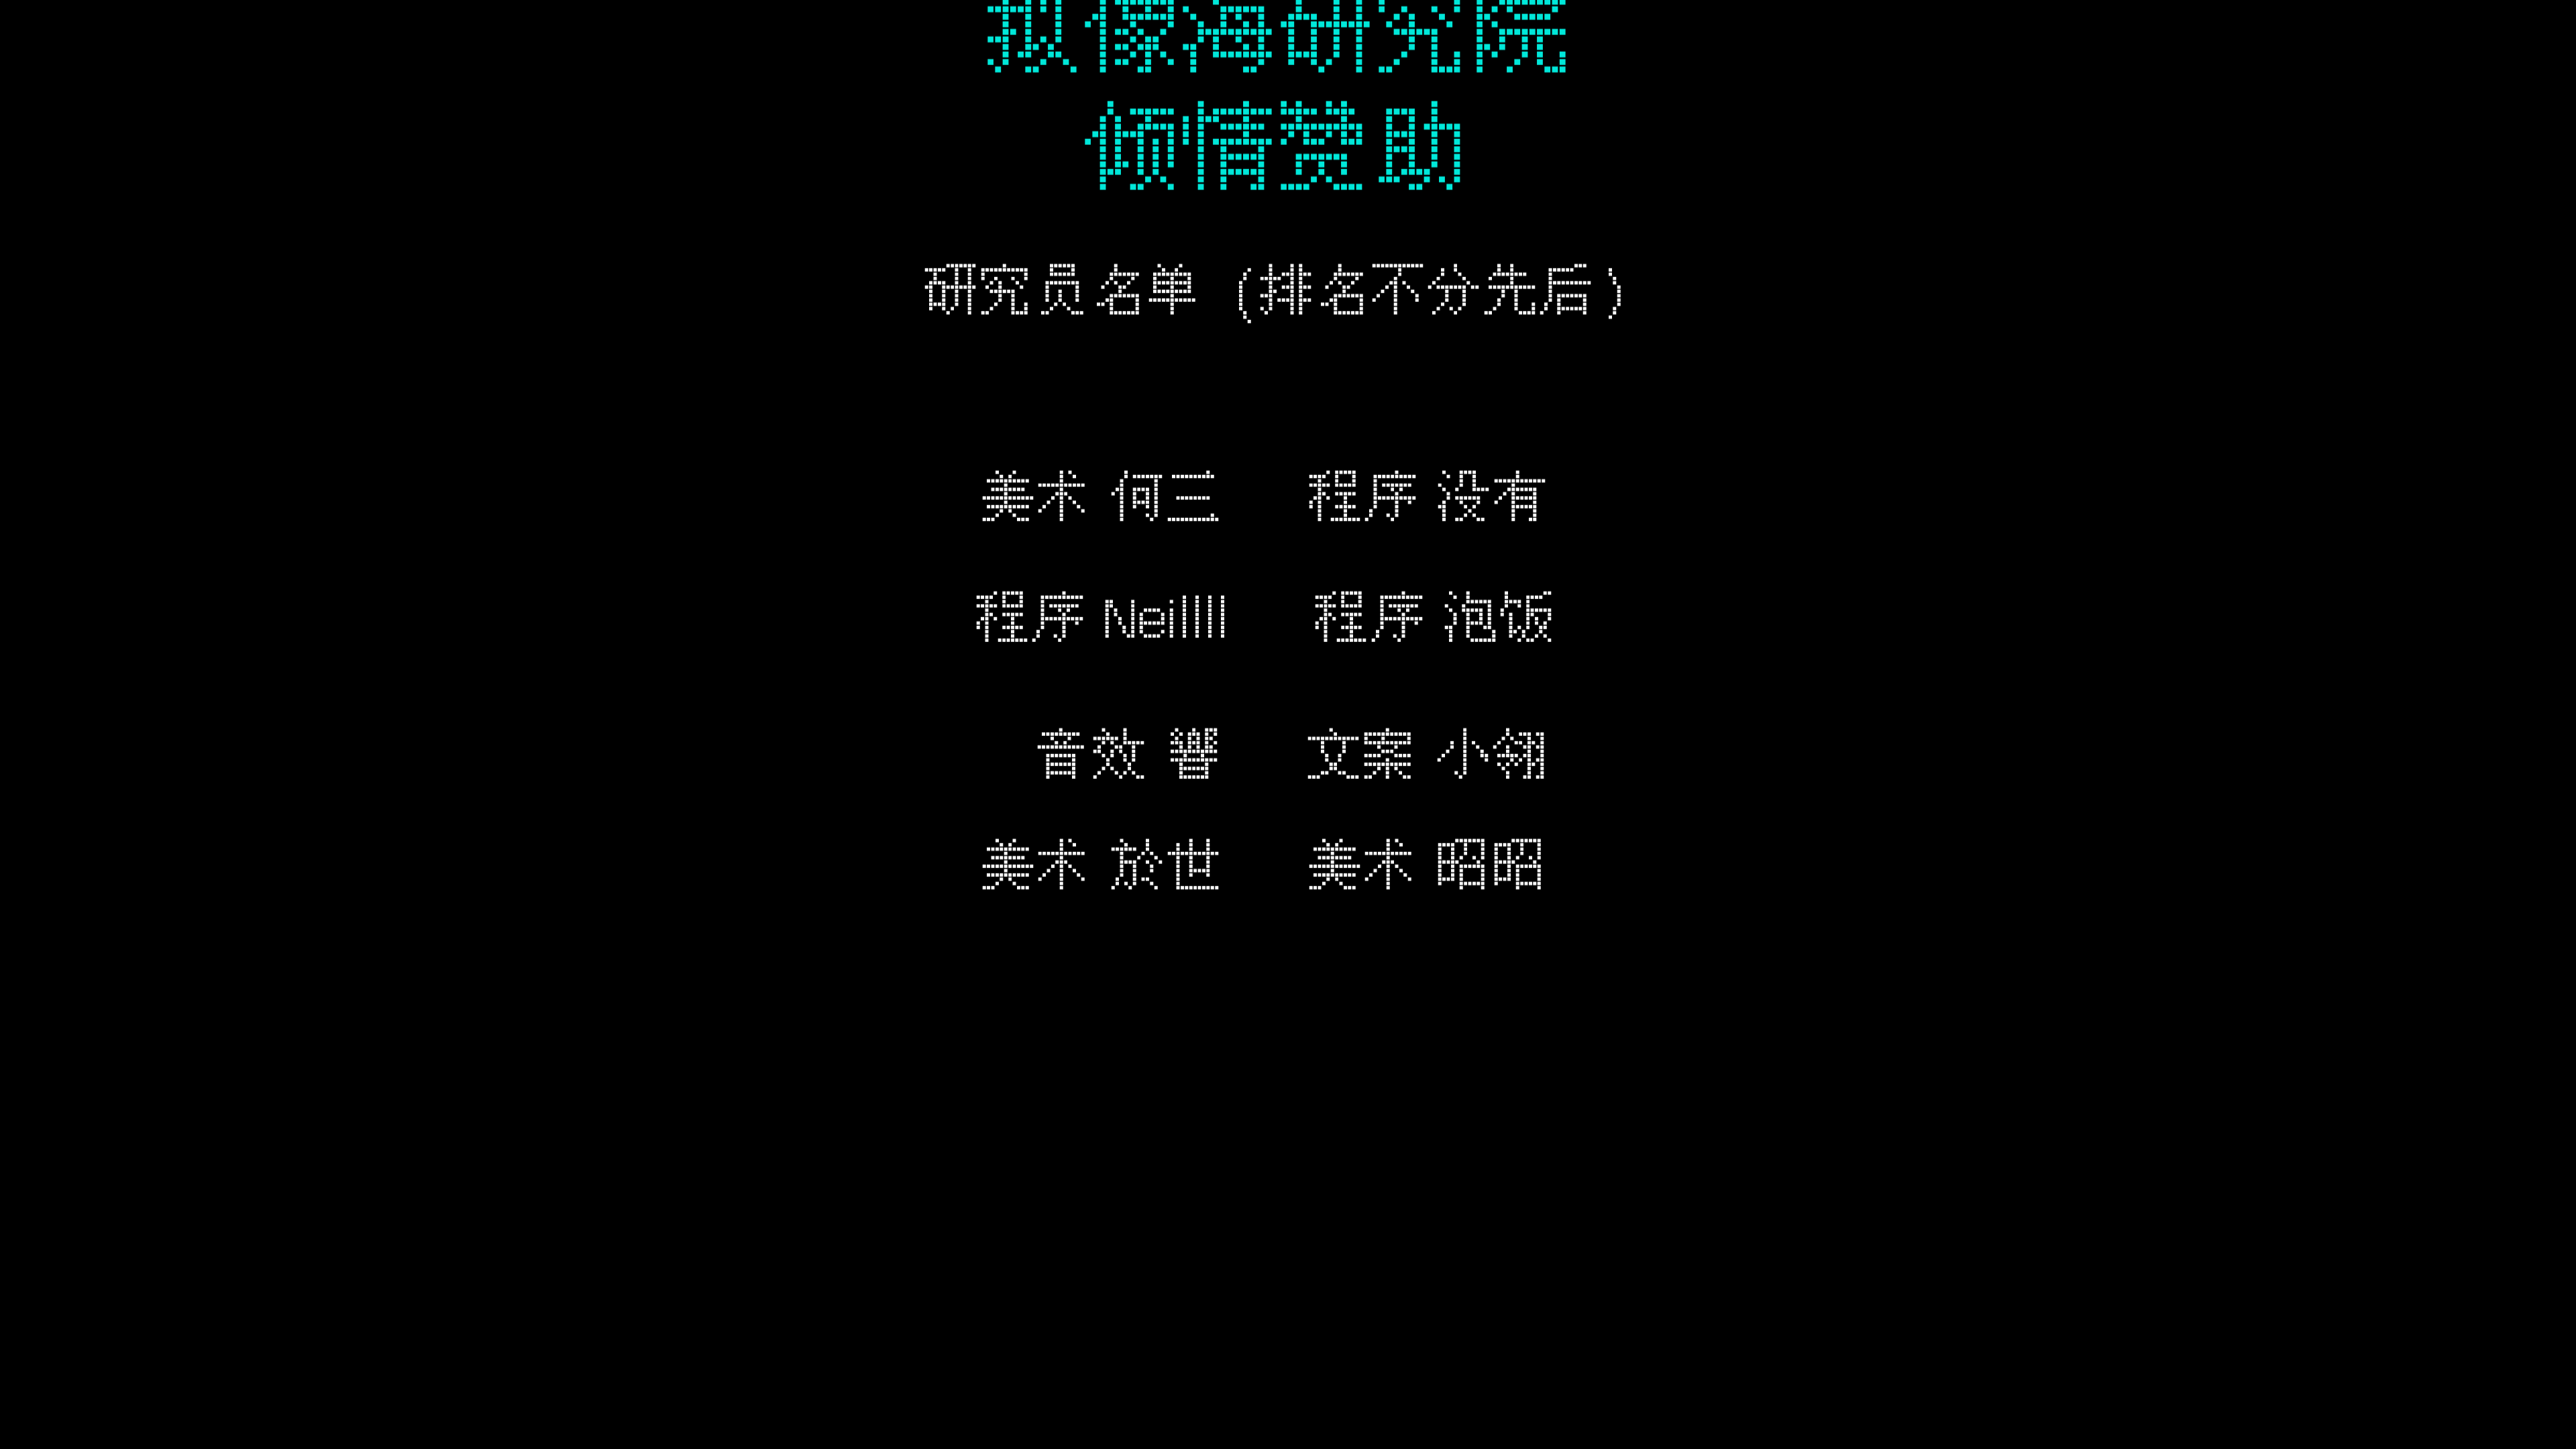 拟像海研究院
倾情赞助
研究员名单 (排名不分先后)
美术 何三 程序 没有
程序 Neillll 程序 泡饭
音效 響 文案 小翎
美术 於世 美术 昭昭